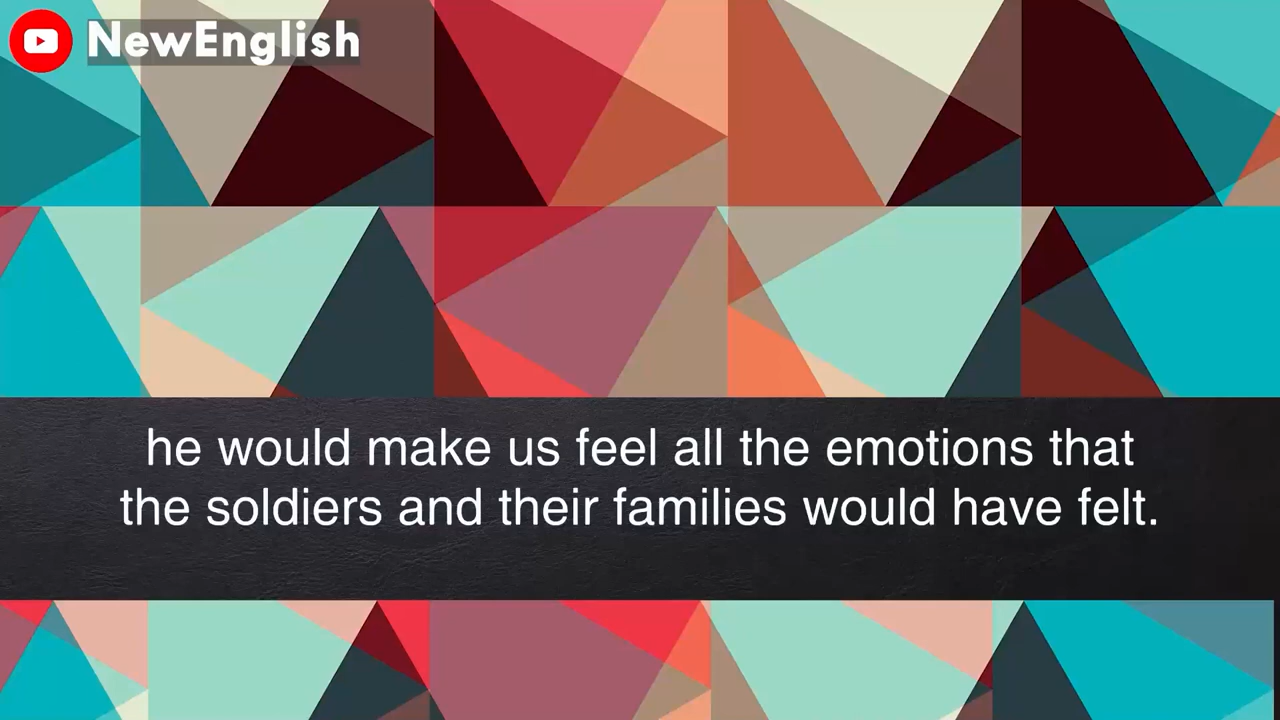 NewEnglish
he would make us feel all the emotions that
the soldiers and their families would have felt.